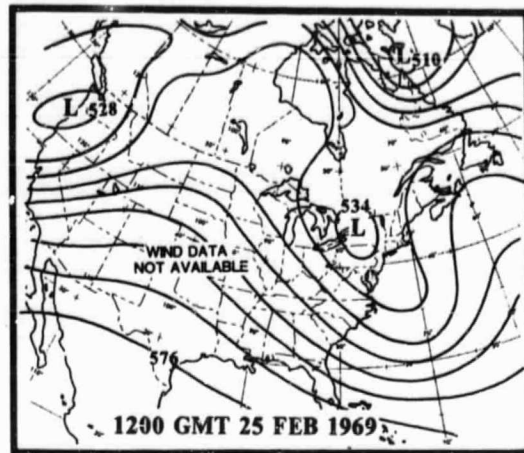 L 510
L 528
534
L
WIND DATA
NOT AVAILABLE
576
1200 GMT 25 FEB 1969